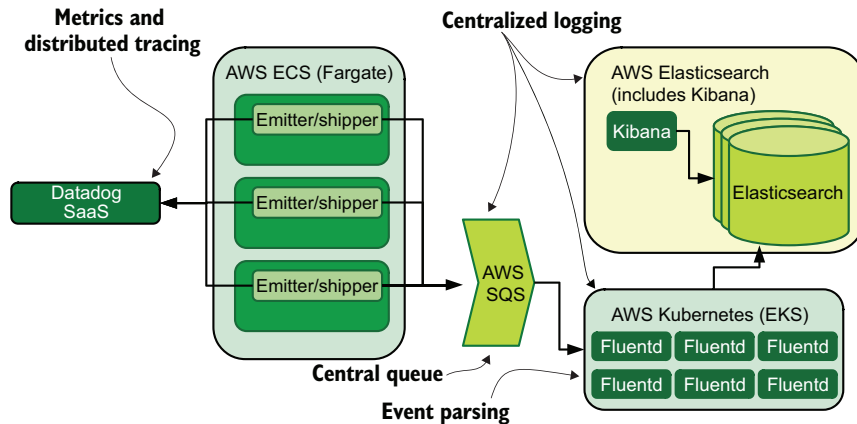 Metrics and
distributed tracing
Centralized logging
AWS ECS (Fargate)
Emitter/shipper
Emitter/shipper
Emitter/shipper
Datadog
SaaS
AWS
SQS
Central queue
Event parsing
AWS Elasticsearch
(includes Kibana)
Kibana
Elasticsearch
AWS Kubernetes (EKS)
Fluentd Fluentd Fluentd
Fluentd Fluentd Fluentd